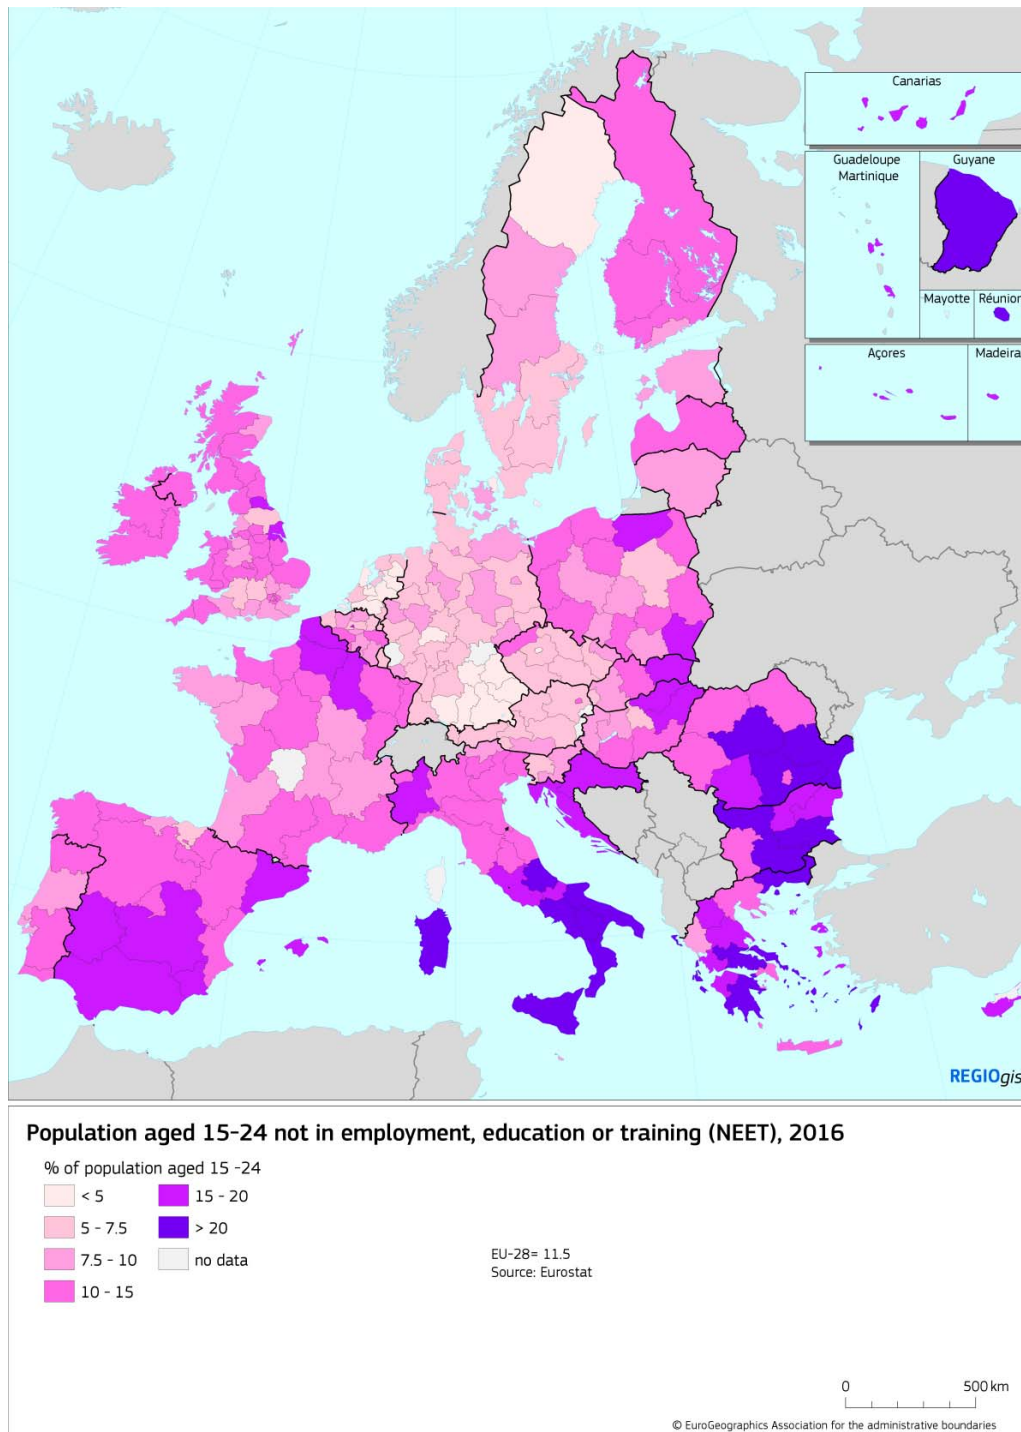 Canarias
Guadeloupe
Martinique
Guyane
Mayotte
Réunion
Açores
Madeira
REGIOgis
Population aged 15-24 not in employment, education or training (NEET), 2016
% of population aged 15 -24
< 5
5 - 7.5
7.5 - 10
10 - 15
15 - 20
> 20
no data
EU-28= 11.5
Source: Eurostat
0 500 km
© EuroGeographics Association for the administrative boundaries